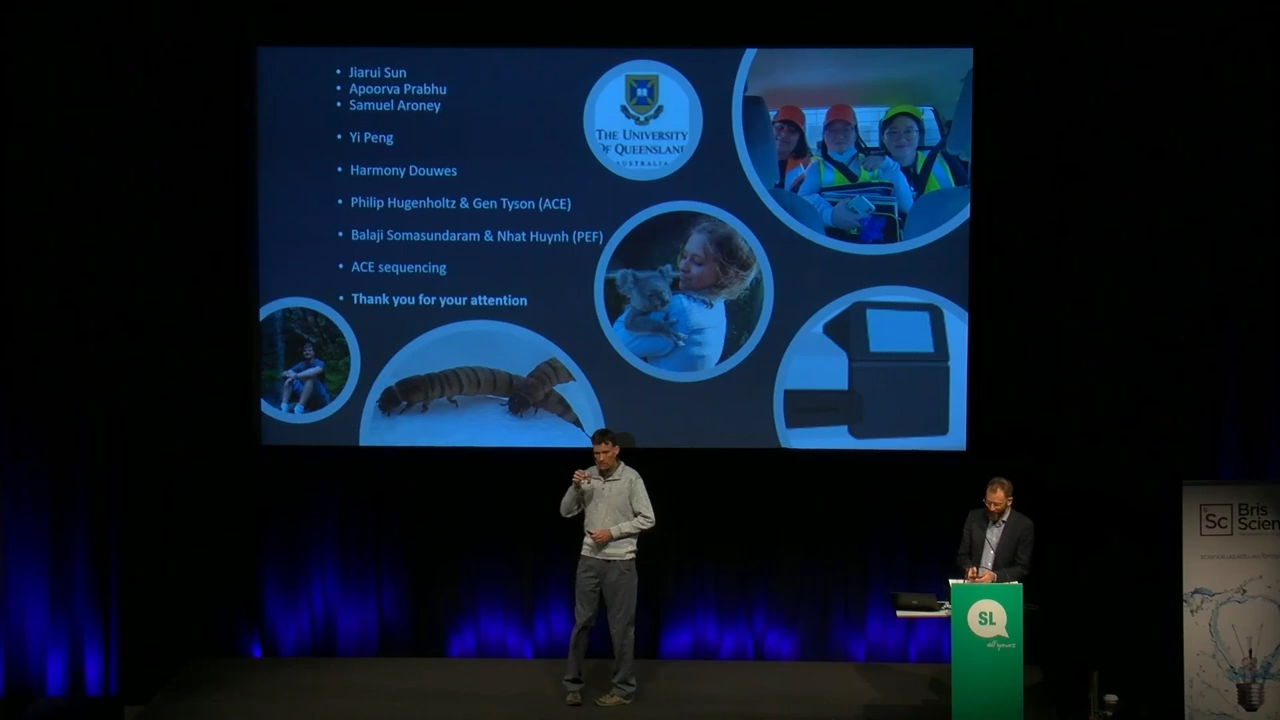 • Jiarui Sun
• Apoorva Prabhu
• Samuel Aroney
• Yi Peng
• Harmony Douwes
• Philip Hugenholtz & Gen Tyson (ACE)
• Balaji Somasundaram & Nhat Huynh (PEF)
• ACE sequencing
• Thank you for your attention
THE UNIVERSITY
OF QUEENSLAND
AUSTRALIA
SL
Sc
Bris
Scien